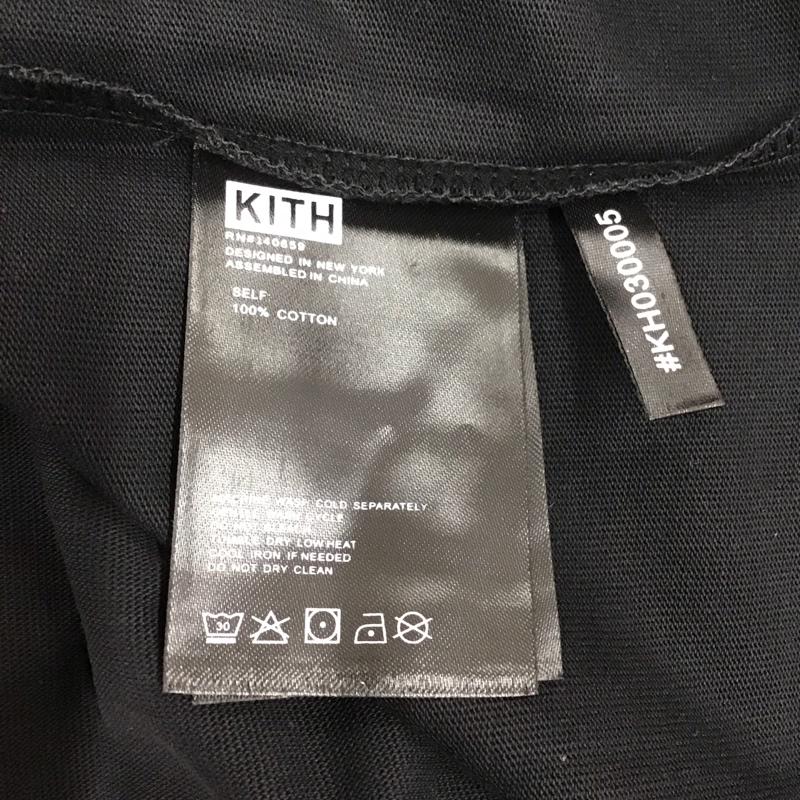 KITH
RN#140659
DESIGNED IN NEW YORK
ASSEMBLED IN CHINA
SELF:
100% COTTON
MACHINE WASH COLD SEPARATELY
CYCLE
TUMBLE DRY LOW HEAT
COOL IRON IF NEEDED
DO NOT DRY CLEAN
30
#KH030005